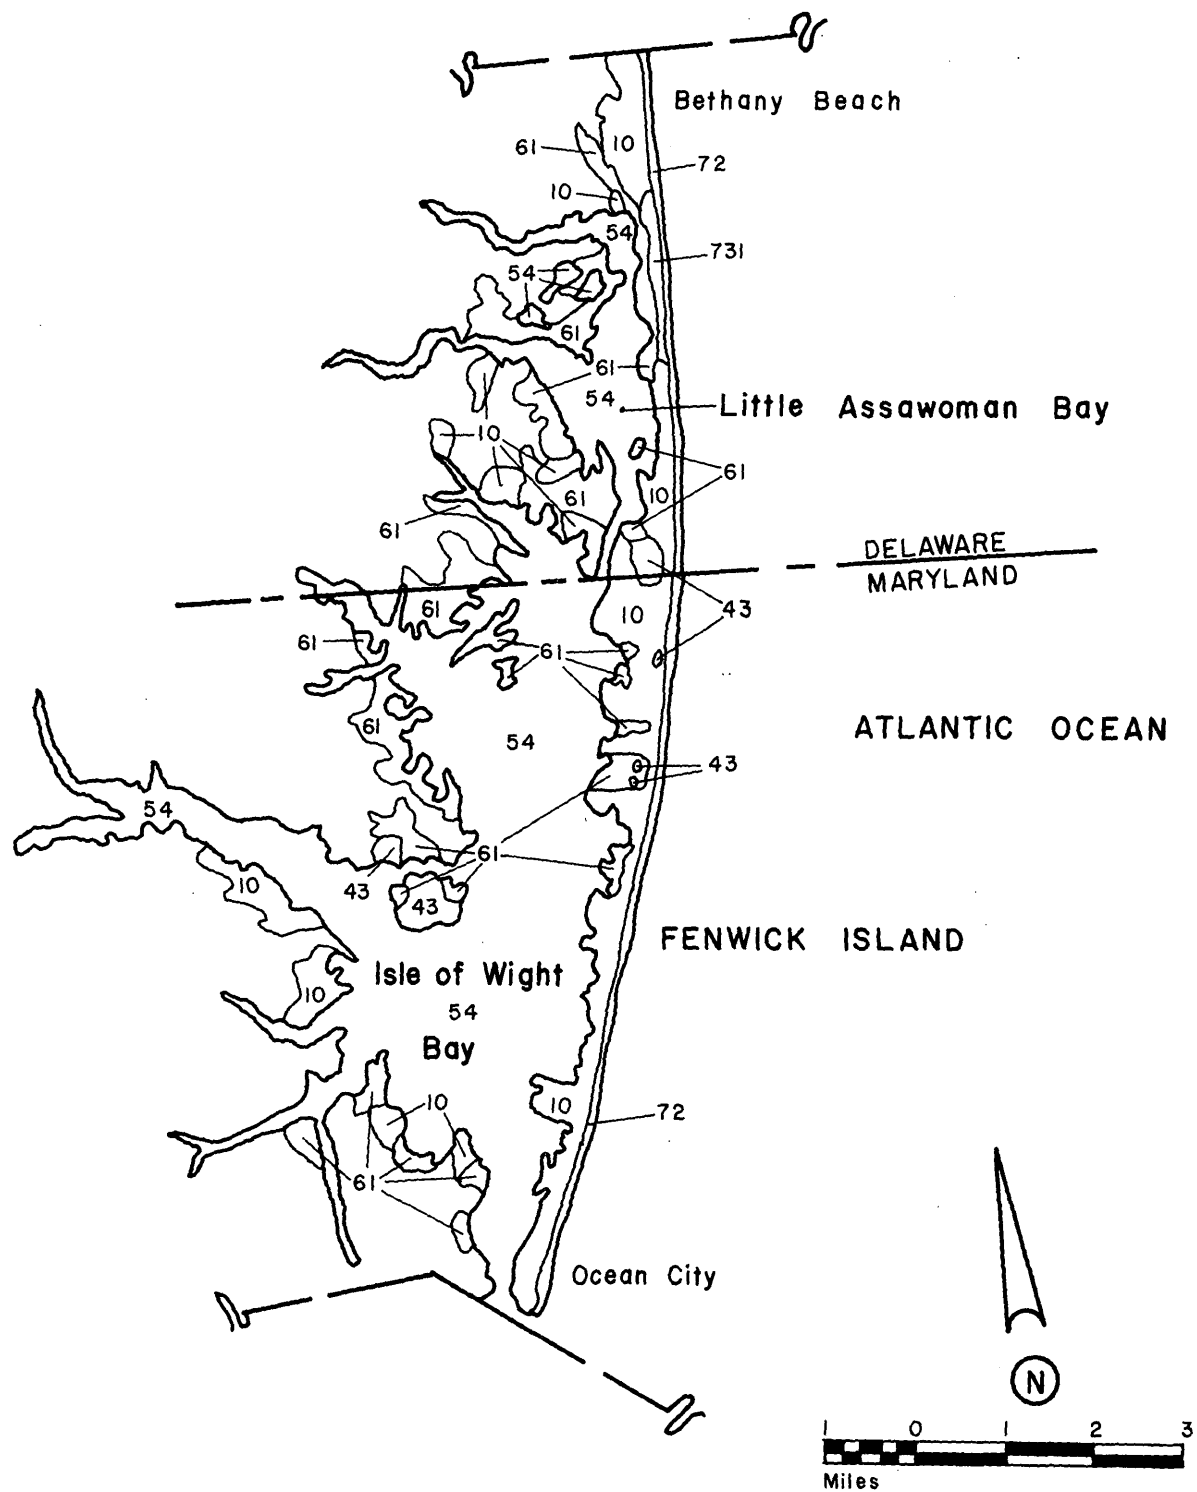 Bethany Beach
10
61
72
10
54
731
54
61
61
54
Little Assawoman Bay
10
61
61
10
61
DELAWARE
MARYLAND
61
10
43
61
61
61
54
ATLANTIC OCEAN
43
54
61
43
10
43
FENWICK ISLAND
Isle of Wight
10
54
Bay
10
10
72
61
Ocean City
N
1 0 1 2 3
Miles